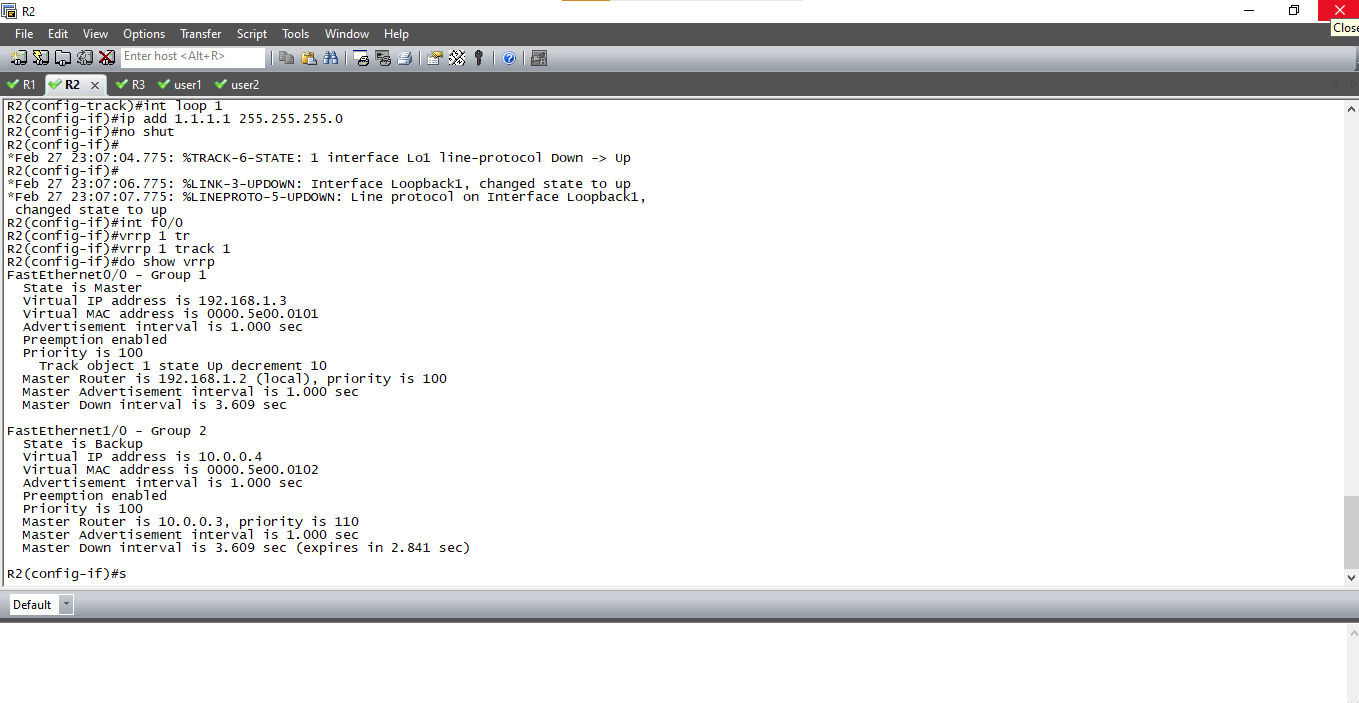 R2
Close
File Edit View Options Transfer Script Tools Window Help
Enter host <Alt+R>
R1 R2 R3 user1 user2
R2(config-track)#int loop 1
R2(config-if)#ip add 1.1.1.1 255.255.255.0
R2(config-if)#no shut
R2(config-if)#
*Feb 27 23:07:04.775: %TRACK-6-STATE: 1 interface Lo1 line-protocol Down -> Up
R2(config-if)#
*Feb 27 23:07:06.775: %LINK-3-UPDOWN: Interface Loopback1, changed state to up
*Feb 27 23:07:07.775: %LINEPROTO-5-UPDOWN: Line protocol on Interface Loopback1,
changed state to up
R2(config-if)#int f0/0
R2(config-if)#vrrp 1 tr
R2(config-if)#vrrp 1 track 1
R2(config-if)#do show vrrp
FastEthernet0/0 - Group 1
State is Master
Virtual IP address is 192.168.1.3
Virtual MAC address is 0000.5e00.0101
Advertisement interval is 1.000 sec
Preemption enabled
Priority is 100
Track object 1 state Up decrement 10
Master Router is 192.168.1.2 (local), priority is 100
Master Advertisement interval is 1.000 sec
Master Down interval is 3.609 sec
FastEthernet1/0 - Group 2
State is Backup
Virtual IP address is 10.0.0.4
Virtual MAC address is 0000.5e00.0102
Advertisement interval is 1.000 sec
Preemption enabled
Priority is 100
Master Router is 10.0.0.3, priority is 110
Master Advertisement interval is 1.000 sec
Master Down interval is 3.609 sec (expires in 2.841 sec)
R2(config-if)#s
Default